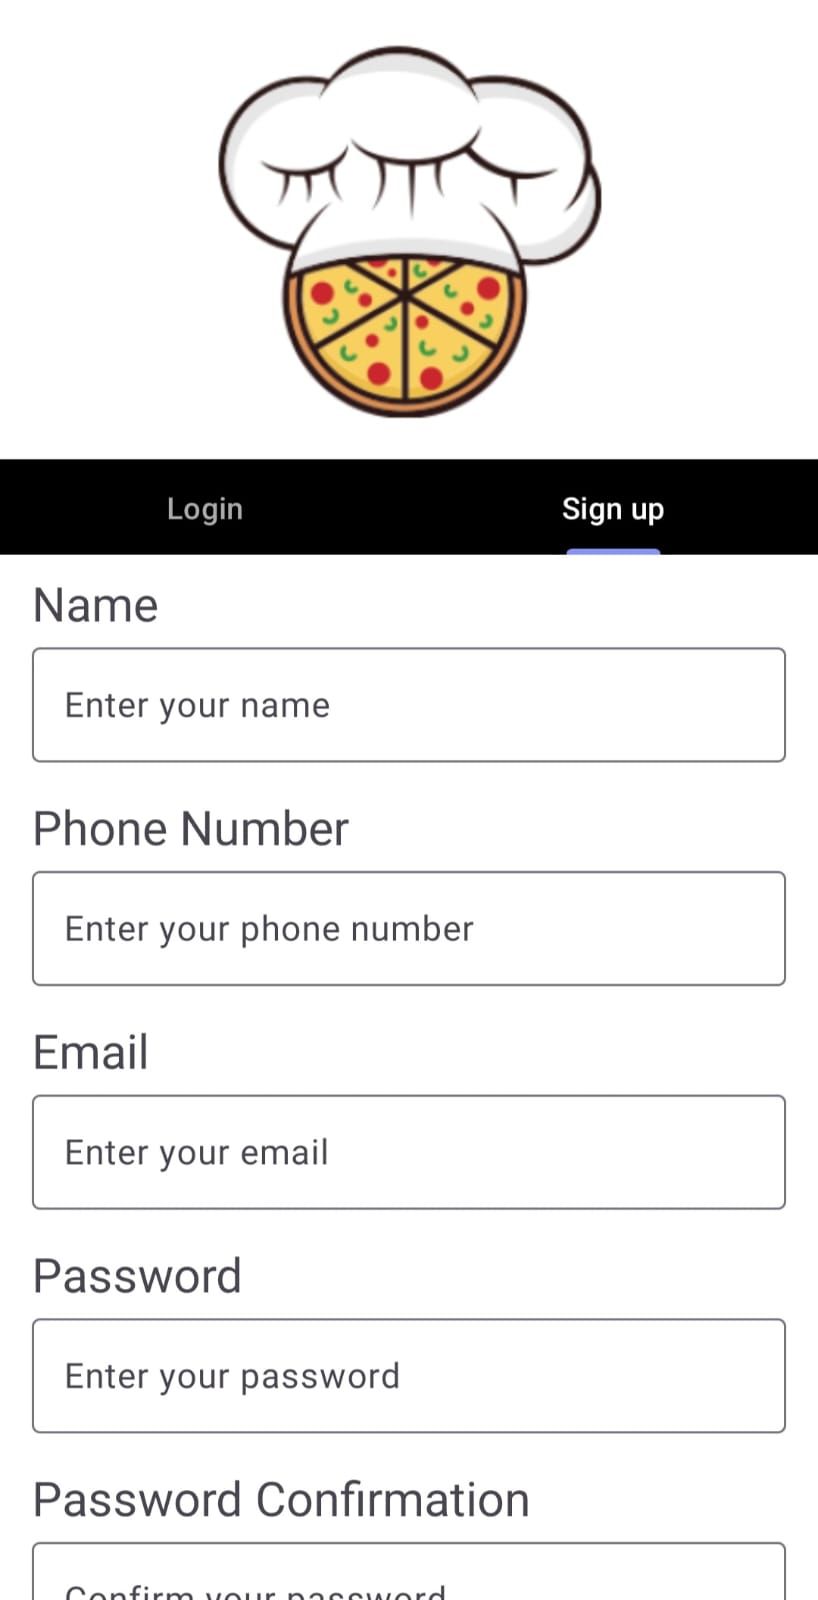 Login
Sign up
Name
Enter your name
Phone Number
Enter your phone number
Email
Enter your email
Password
Enter your password
Password Confirmation
Confirm your password